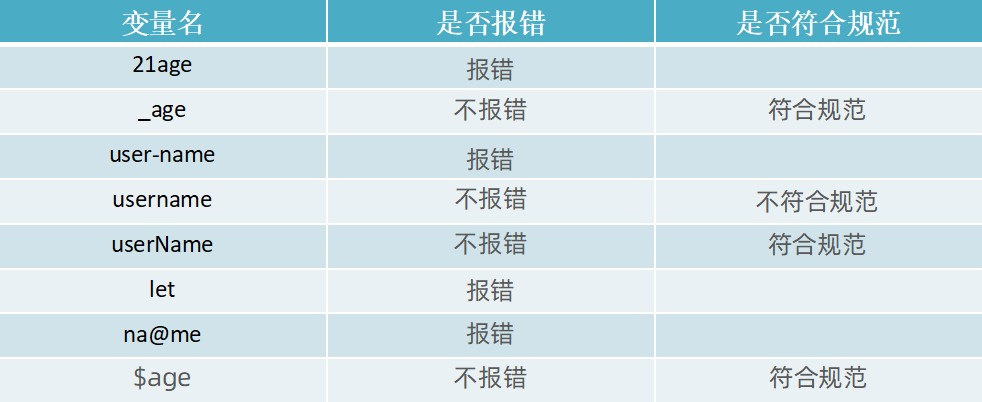 变量名 是否报错 是否符合规范
21age 报错
_age 不报错 符合规范
user-name 报错
username 不报错 不符合规范
userName 不报错 符合规范
let 报错
na@me 报错
$age 不报错 符合规范